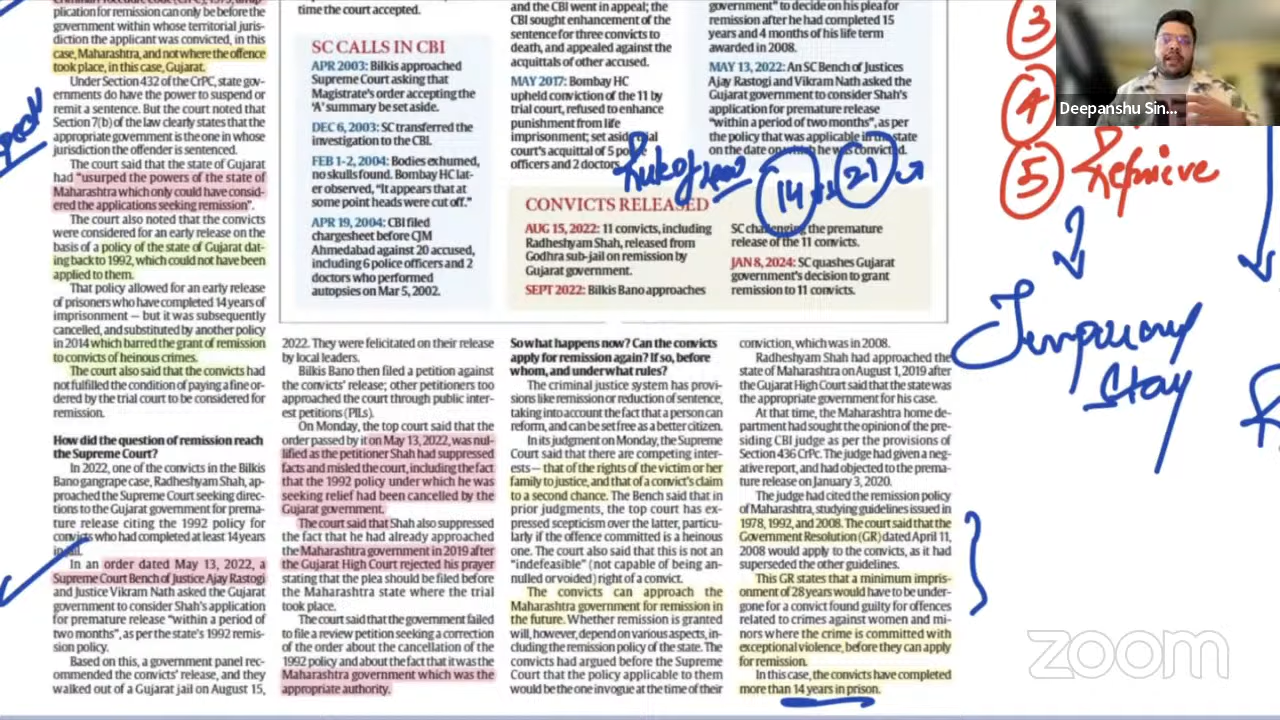 plication for remission can only be before the
government within whose territorial juris-
diction the applicant was convicted, in this
case, Maharashtra, and not where the offence
took place, in this case, Gujarat.
Under Section 432 of the CrPC, state gov-
ernments do have the power to suspend or
remit a sentence. But the court noted that
Section 7(b) of the law clearly states that the
appropriate government is the one in whose
jurisdiction the offender is sentenced.
The court said that the state of Gujarat
had "usurped the powers of the state of
Maharashtra which only could have consid-
ered the applications seeking remission".
The court also noted that the convicts
were considered for an early release on the
basis of a policy of the state of Gujarat dat-
ing back to 1992, which could not have been
applied to them.
That policy allowed for an early release
of prisoners who have completed 14 years of
imprisonment — but it was subsequently
cancelled, and substituted by another policy
in 2014 which barred the grant of remission
to convicts of heinous crimes.
The court also said that the convicts had
not fulfilled the condition of paying a fine or-
dered by the trial court to be considered for
remission.
How did the question of remission reach
the Supreme Court?
In 2022, one of the convicts in the Bilkis
Bano gangrape case, Radheshyam Shah, ap-
proached the Supreme Court seeking direc-
tions to the Gujarat government for prema-
ture release citing the 1992 policy for
convicts who had completed at least 14 years
in jail.
In an order dated May 13, 2022, a
Supreme Court Bench of Justice Ajay Rastogi
and Justice Vikram Nath asked the Gujarat
government to consider Shah's application
for premature release "within a period of
two months", as per the state's 1992 remis-
sion policy.
Based on this, a government panel rec-
ommended the convicts' release, and they
walked out of a Gujarat jail on August 15,
time the court accepted.
SC CALLS IN CBI
APR 2003: Bilkis approached
Supreme Court asking that
Magistrate's order accepting the
'A' summary be set aside.
DEC 6, 2003: SC transferred the
investigation to the CBI.
FEB 1-2, 2004: Bodies exhumed,
no skulls found. Bombay HC lat-
er observed, "It appears that at
some point heads were cut off."
APR 19, 2004: CBI filed
chargesheet before CJM
Ahmedabad against 20 accused,
including 6 police officers and 2
doctors who performed
autopsies on Mar 5, 2002.
and the CBI went in appeal; the
CBI sought enhancement of the
sentence for three convicts to
death, and appealed against the
acquittals of other accused.
MAY 2017: Bombay HC
upheld conviction of the 11 by
trial court, refused to enhance
punishment from life
imprisonment; set aside trial
court's acquittal of 5 police
officers and 2 doctors.
government" to decide on his plea for
remission after he had completed 15
years and 4 months of his life term
awarded in 2008.
MAY 13, 2022: An SC Bench of Justices
Ajay Rastogi and Vikram Nath asked the
Gujarat government to consider Shah's
application for premature release
"within a period of two months", as per
the policy that was applicable in the state
on the date on which he was convicted.
14 21
CONVICTS RELEASED
AUG 15, 2022: 11 convicts, including
Radheshyam Shah, released from
Godhra sub-jail on remission by
Gujarat government.
SEPT 2022: Bilkis Bano approaches
SC challenging the premature
release of the 11 convicts.
JAN 8, 2024: SC quashes Gujarat
government's decision to grant
remission to 11 convicts.
2022. They were felicitated on their release
by local leaders.
Bilkis Bano then filed a petition against
the convicts' release; other petitioners too
approached the court through public inter-
est petitions (PILs).
On Monday, the top court said that the
order passed by it on May 13, 2022, was nul-
lified as the petitioner Shah had suppressed
facts and misled the court, including the fact
that the 1992 policy under which he was
seeking relief had been cancelled by the
Gujarat government.
The court said that Shah also suppressed
the fact that he had already approached the
Maharashtra government in 2019 after
the Gujarat High Court rejected his prayer
stating that the plea should be filed before
the Maharashtra state where the trial
took place.
The court said that the government failed
to file a review petition seeking a correction
of the order about the cancellation of the
1992 policy and about the fact that it was the
Maharashtra government which was the
appropriate authority.
So what happens now? Can the convicts
apply for remission again? If so, before
whom, and under what rules?
The criminal justice system has provi-
sions like remission or reduction of sentence,
taking into account the fact that a person can
reform, and can be set free as a better citizen.
In its judgment on Monday, the Supreme
Court said that there are competing inter-
ests— that of the rights of the victim or her
family to justice, and that of a convict's claim
to a second chance. The Bench said that in
prior judgments, the top court has ex-
pressed scepticism over the latter, particu-
larly if the offence committed is a heinous
one. The court also said that this is not an
"indefeasible" (not capable of being an-
nulled or voided) right of a convict.
The convicts can approach the
Maharashtra government for remission in
the future. Whether remission is granted
will, however, depend on various aspects, in-
cluding the remission policy of the state. The
convicts had argued before the Supreme
Court that the policy applicable to them
would be the one in vogue at the time of their
conviction, which was in 2008.
Radheshyam Shah had approached the
state of Maharashtra on August 1, 2019 after
the Gujarat High Court said that the state was
the appropriate government for his case.
At that time, the Maharashtra home de-
partment had sought the opinion of the pre-
siding CBI judge as per the provisions of
Section 436 CrPC. The judge had given a neg-
ative report, and had objected to the prema-
ture release on January 3, 2020.
The judge had cited the remission policy
of Maharashtra, studying guidelines issued in
1978, 1992, and 2008. The court said that the
Government Resolution (GR) dated April 11,
2008 would apply to the convicts, as it had
superseded the other guidelines.
This GR states that a minimum impris-
onment of 28 years would have to be under-
gone for a convict found guilty for offences
related to crimes against women and mi-
nors where the crime is committed with
exceptional violence, before they can apply
for remission.
In this case, the convicts have completed
more than 14 years in prison.
3
4
5 Reprieve
Temporary
Stay
Deepanshu Sin...
zoom